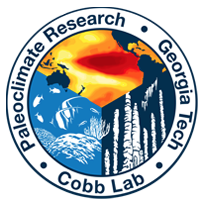 Paleoclimate Research • Georgia Tech
• Cobb Lab •